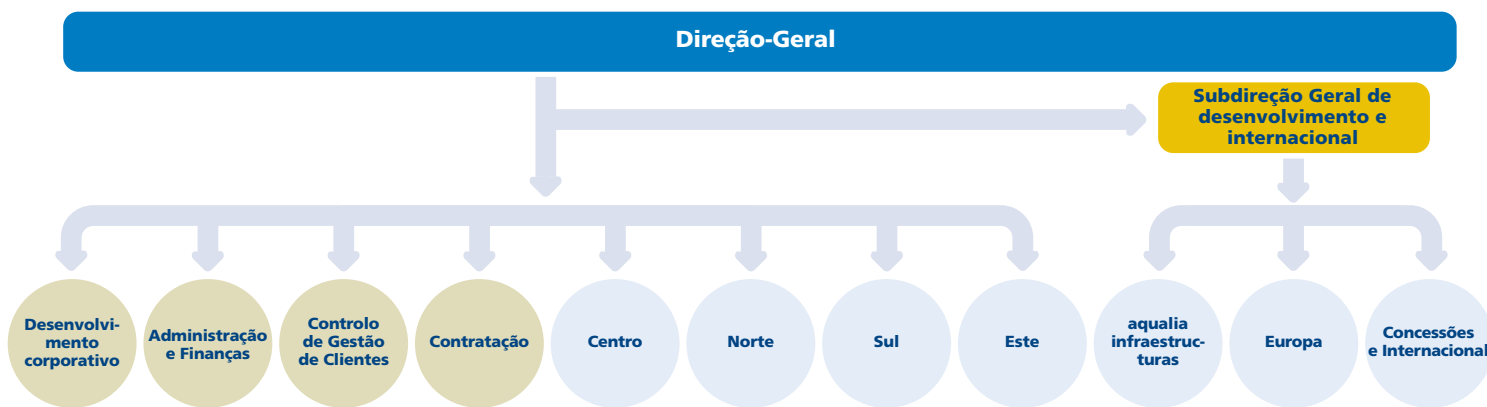 Direção-Geral
Subdireção Geral de
desenvolvimento e
internacional
Desenvolvi-
mento
corporativo
Administração
e Finanças
Controlo
de Gestão
de Clientes
Contratação
Centro
Norte
Sul
Este
aqualia
infraestruc-
turas
Europa
Concessões
e Internacional